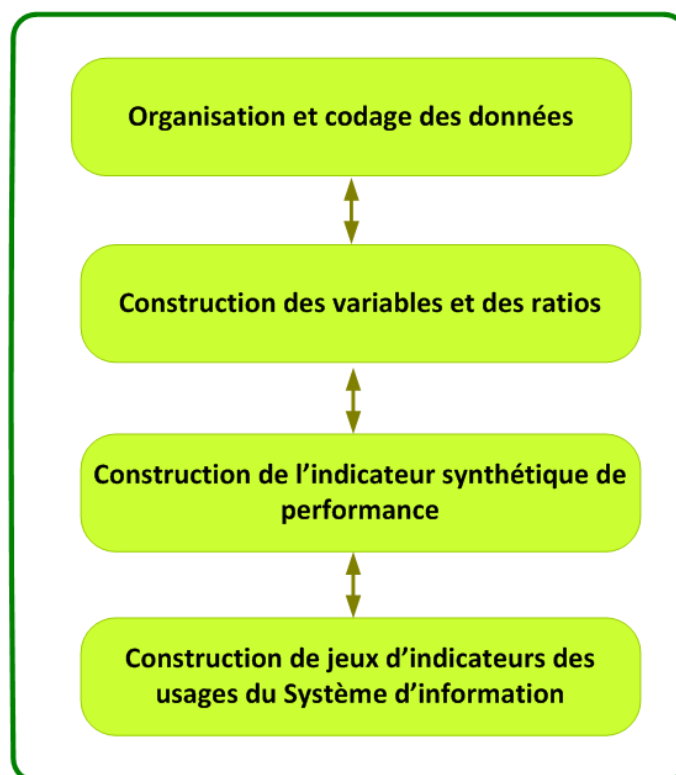 Organisation et codage des données
Construction des variables et des ratios
Construction de l’indicateur synthétique de
performance
Construction de jeux d’indicateurs des
usages du Système d’information